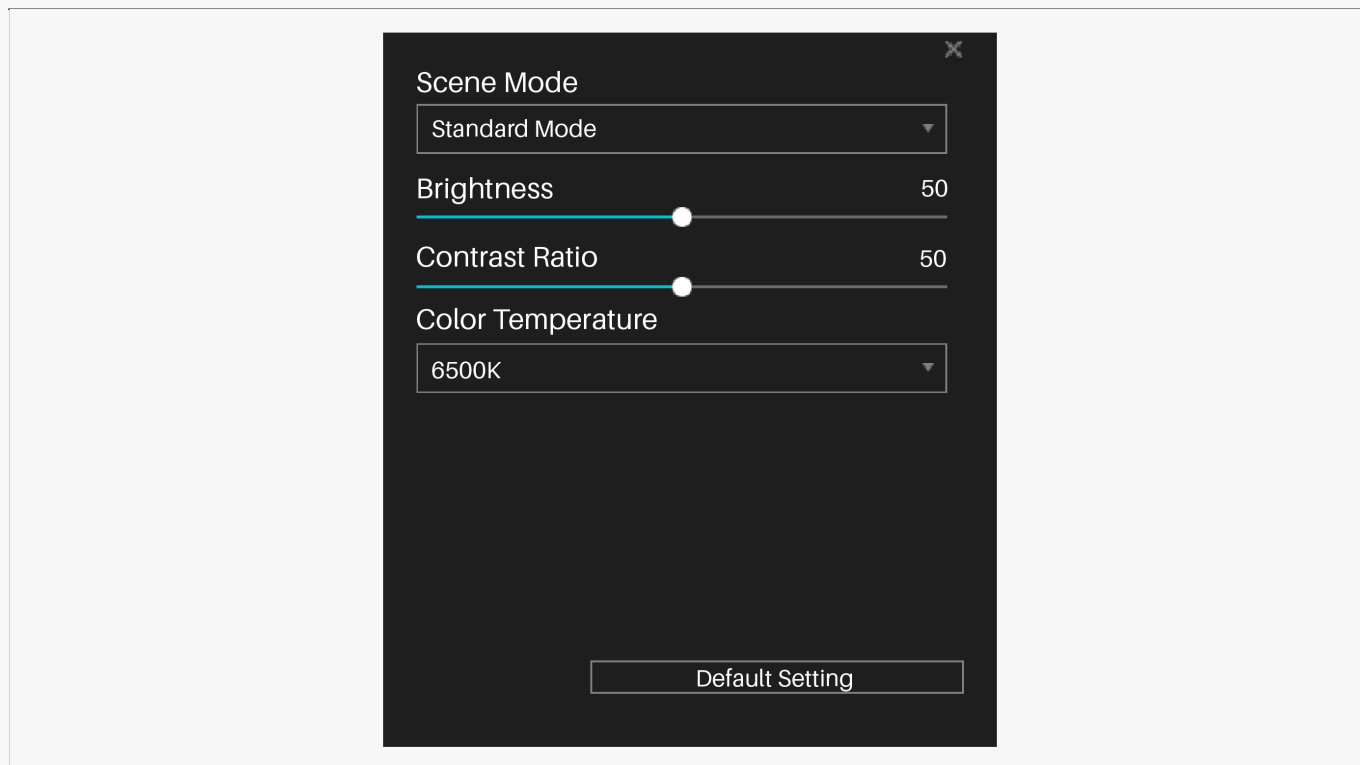 Scene Mode
Standard Mode
Brightness 50
Contrast Ratio 50
Color Temperature
6500K
Default Setting